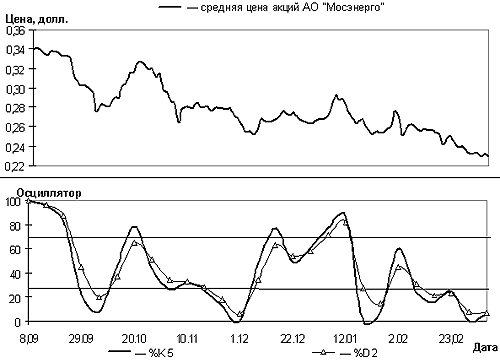 — средняя цена акций АО "Мосэнерго"
Цена, долл.
0,36
0,34
0,32
0,30
0,28
0,26
0,24
0,22
Осциллятор
100
80
60
40
20
0
8,09 29.09 20.10 10.11 1.12 22.12 12.01 2.02 23.02 Дата
— %K5 — %D2